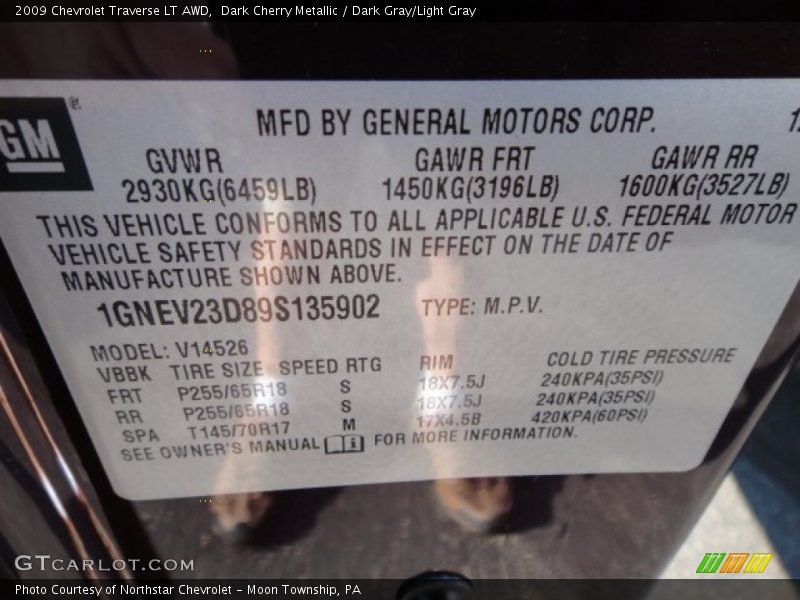 2009 Chevrolet Traverse LT AWD, Dark Cherry Metallic / Dark Gray/Light Gray
GM
MFD BY GENERAL MOTORS CORP.
GVWR GAWR FRT GAWR RR
2930KG(6459LB) 1450KG(3196LB) 1600KG(3527LB)
THIS VEHICLE CONFORMS TO ALL APPLICABLE U.S. FEDERAL MOTOR
VEHICLE SAFETY STANDARDS IN EFFECT ON THE DATE OF
MANUFACTURE SHOWN ABOVE.
1GNEV23D89S135902 TYPE: M.P.V.
MODEL: V14526
VBBK TIRE SIZE SPEED RTG RIM COLD TIRE PRESSURE
FRT P255/65R18 S 18X7.5J 240KPA(35PSI)
RR P255/65R18 S 18X7.5J 240KPA(35PSI)
SPA T145/70R17 M 17X4.5B 420KPA(60PSI)
SEE OWNER'S MANUAL FOR MORE INFORMATION.
GTCARLOT.COM
Photo Courtesy of Northstar Chevrolet - Moon Township, PA